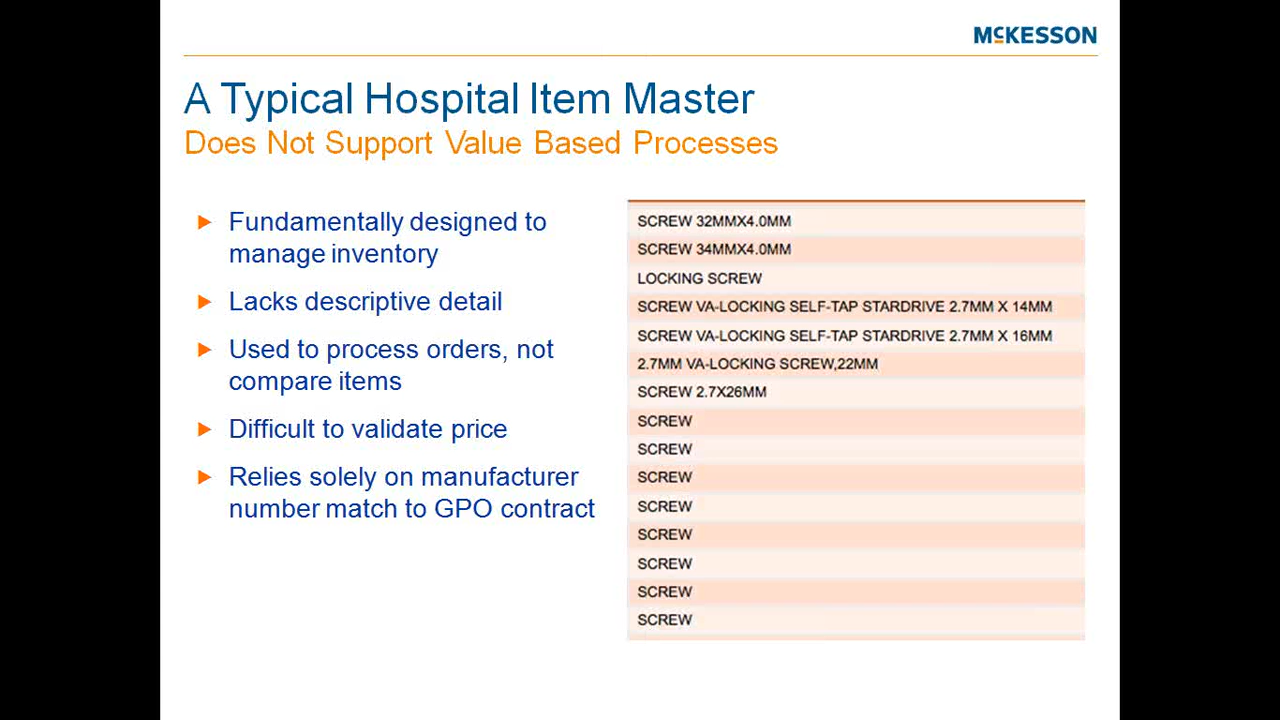 McKESSON
A Typical Hospital Item Master
Does Not Support Value Based Processes
Fundamentally designed to
manage inventory
Lacks descriptive detail
Used to process orders, not
compare items
Difficult to validate price
Relies solely on manufacturer
number match to GPO contract
SCREW 32MMX4.0MM
SCREW 34MMX4.0MM
LOCKING SCREW
SCREW VA-LOCKING SELF-TAP STARDRIVE 2.7MM X 14MM
SCREW VA-LOCKING SELF-TAP STARDRIVE 2.7MM X 16MM
2.7MM VA-LOCKING SCREW,22MM
SCREW 2.7X26MM
SCREW
SCREW
SCREW
SCREW
SCREW
SCREW
SCREW
SCREW